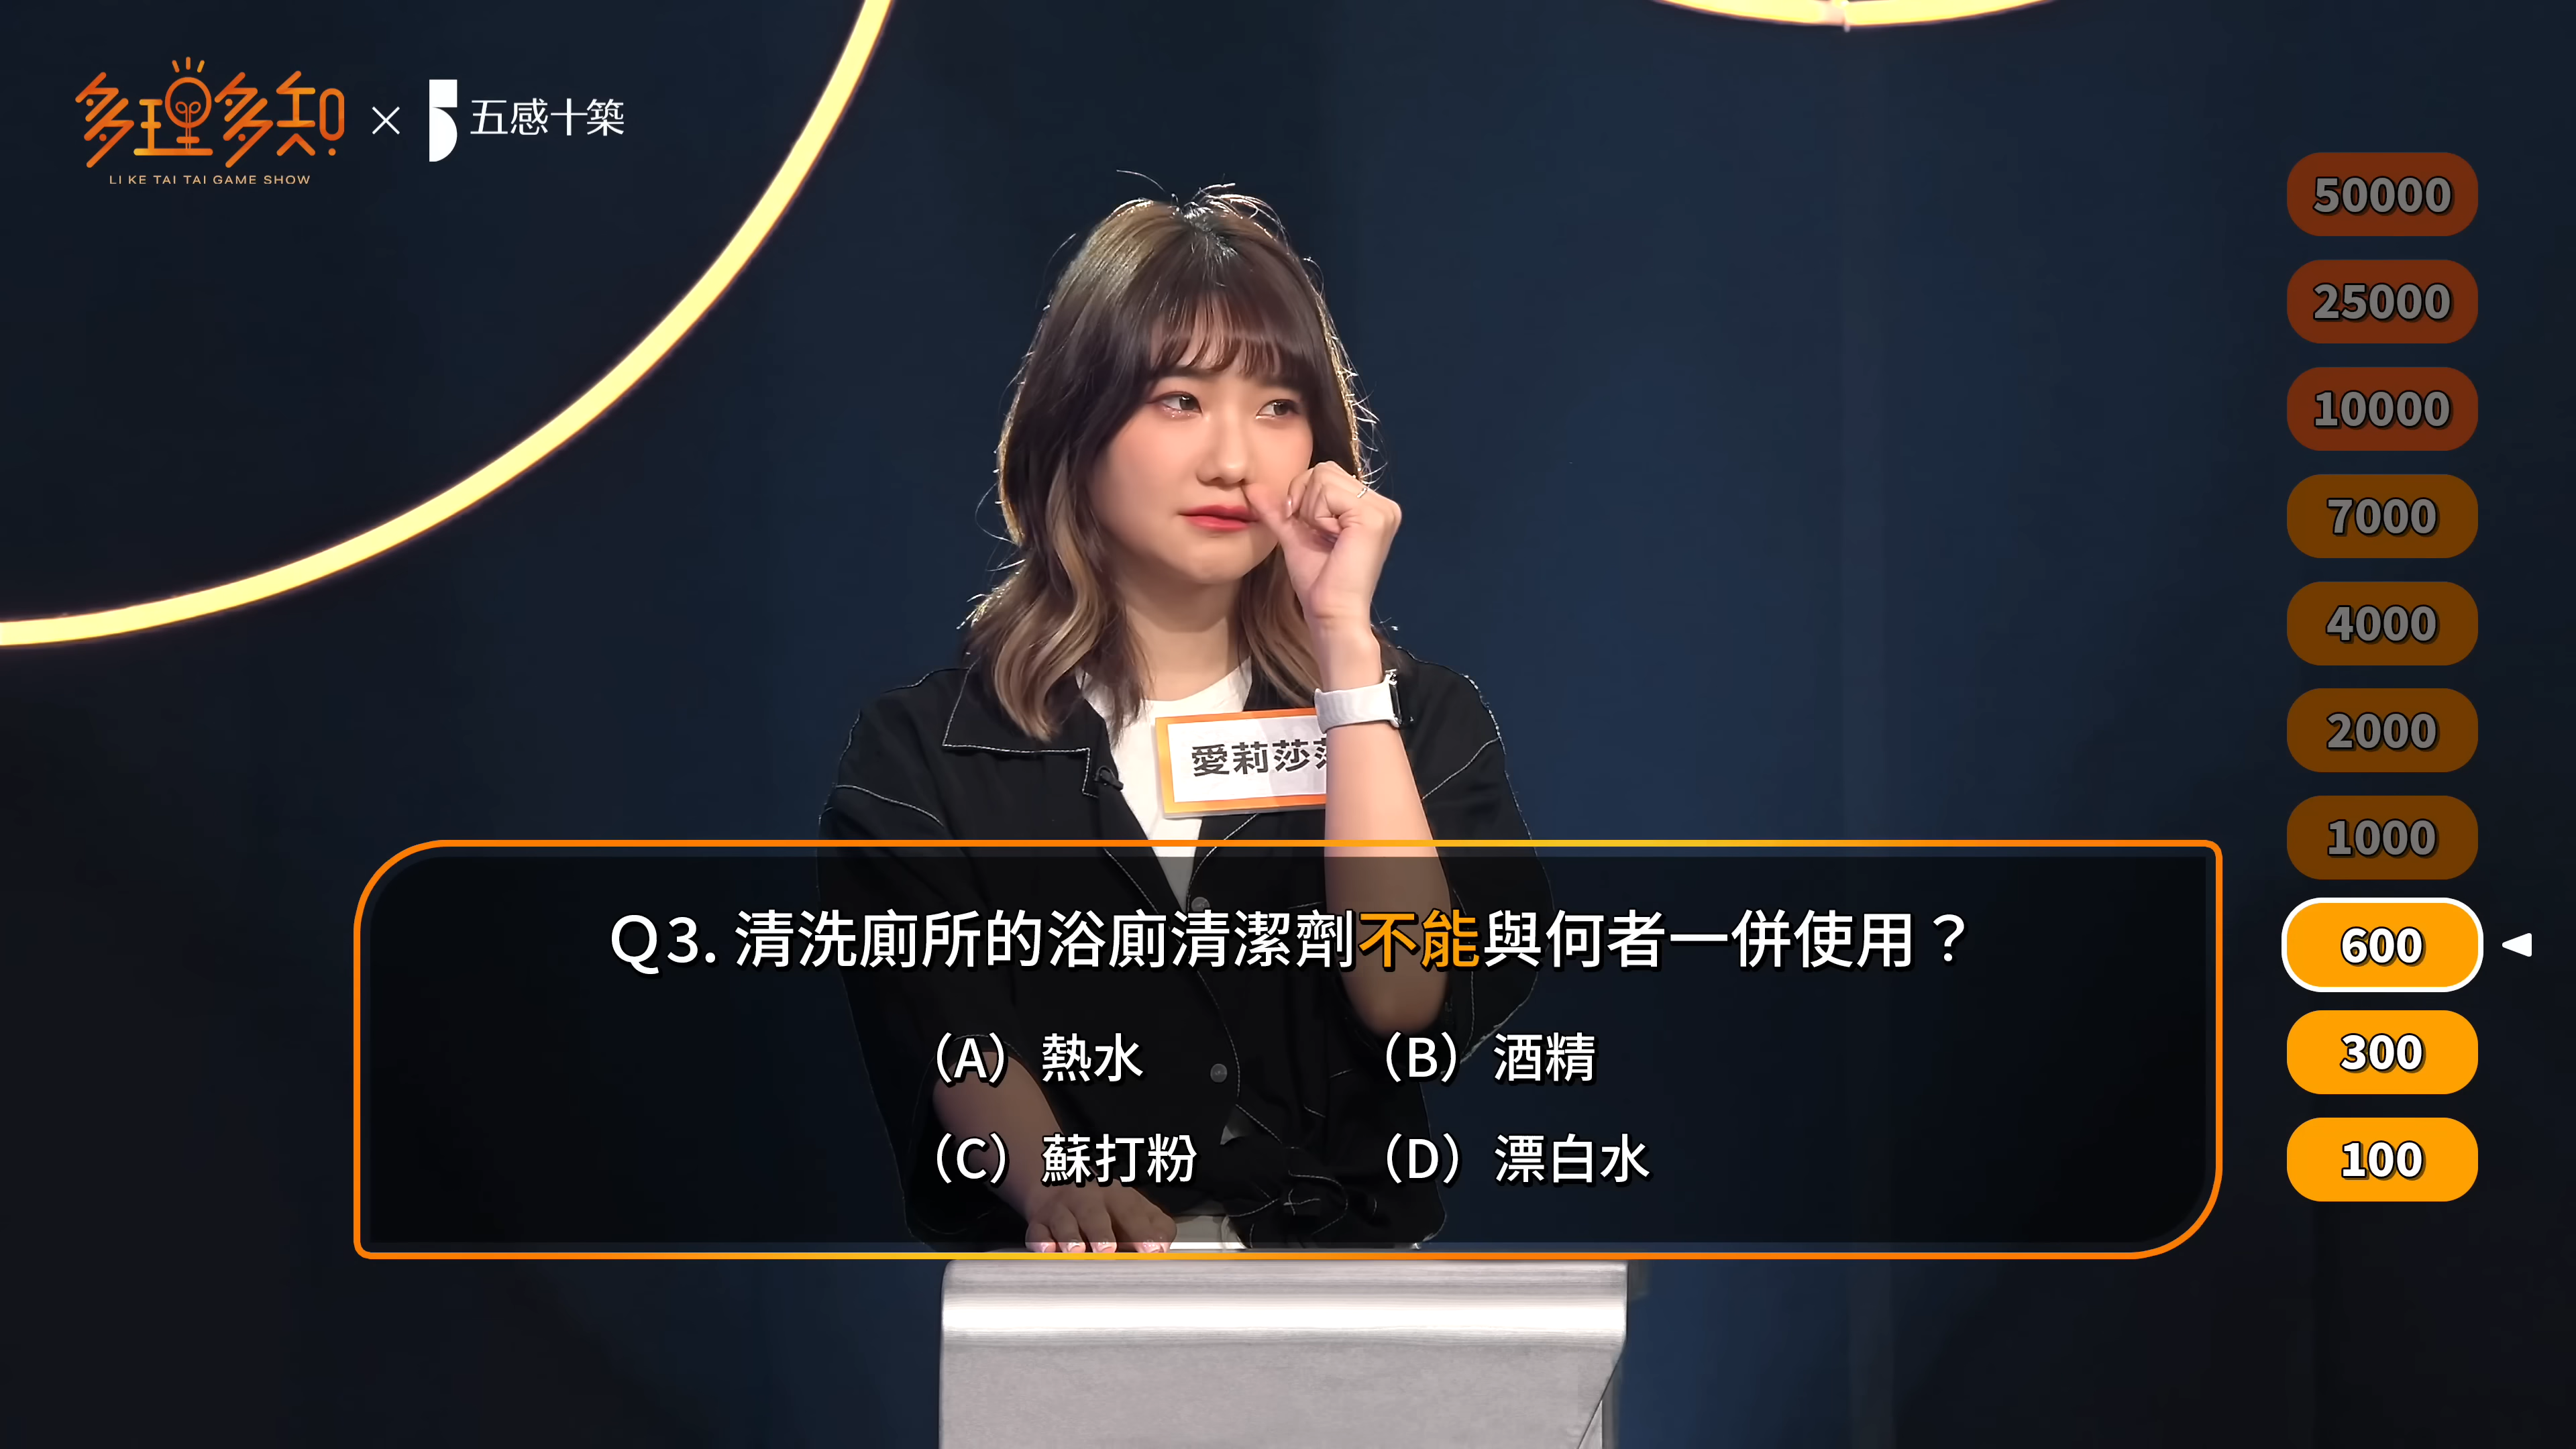 多理多知
LI KE TAI TAI GAME SHOW
× 五感十築
50000
25000
10000
7000
4000
2000
1000
600
300
100
愛莉莎莎
Q3. 清洗廁所的浴廁清潔劑不能與何者一併使用？
（A）熱水 （B）酒精
（C）蘇打粉 （D）漂白水